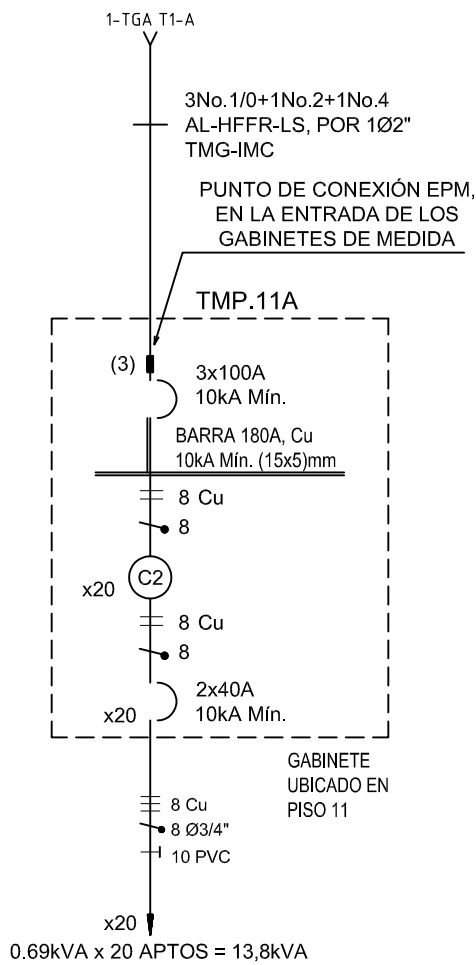 1-TGA T1-A
3No.1/0+1No.2+1No.4
AL-HFFR-LS, POR 1Ø2"
TMG-IMC
PUNTO DE CONEXIÓN EPM,
EN LA ENTRADA DE LOS
GABINETES DE MEDIDA
TMP.11A
(3)
3x100A
10kA Mín.
BARRA 180A, Cu
10kA Mín. (15x5)mm
8 Cu
8
C2
x20
8 Cu
8
2x40A
x20
10kA Mín.
GABINETE
UBICADO EN
PISO 11
8 Cu
8 Ø3/4"
10 PVC
x20
0.69kVA x 20 APTOS = 13,8kVA